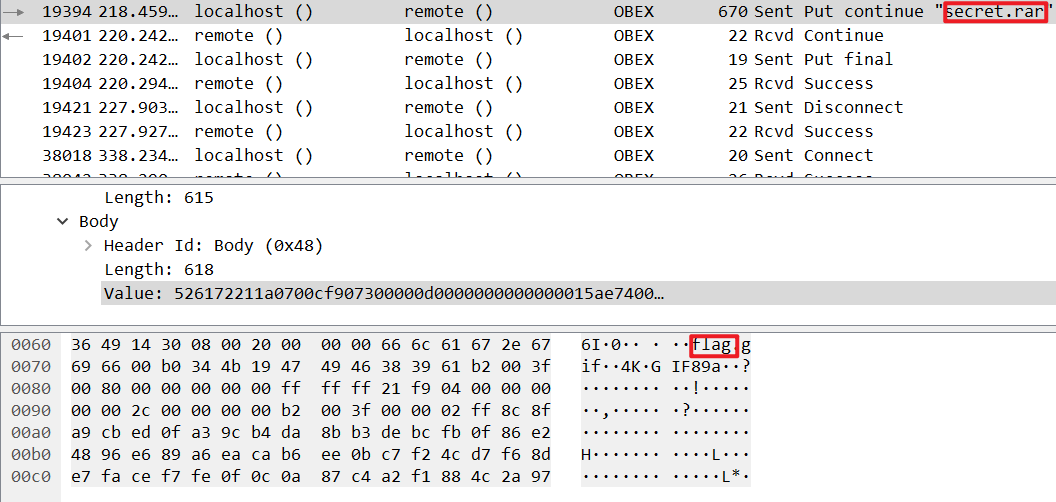 19394 218.459… localhost () remote () OBEX 670 Sent Put continue "secret.rar"
19401 220.242… remote () localhost () OBEX 22 Rcvd Continue
19402 220.242… localhost () remote () OBEX 19 Sent Put final
19404 220.294… remote () localhost () OBEX 25 Rcvd Success
19421 227.903… localhost () remote () OBEX 21 Sent Disconnect
19423 227.927… remote () localhost () OBEX 22 Rcvd Success
38018 338.234… localhost () remote () OBEX 20 Sent Connect
Length: 615
Body
Header Id: Body (0x48)
Length: 618
Value: 526172211a0700cf907300000d0000000000000015ae7400…
0060 36 49 14 30 08 00 20 00 00 00 66 6c 61 67 2e 67 6I·0·· · ··flag.g
0070 69 66 00 b0 34 4b 19 47 49 46 38 39 61 b2 00 3f if··4K·G IF89a··?
0080 00 80 00 00 00 00 00 ff ff ff 21 f9 04 00 00 00 ········ ··!·····
0090 00 00 2c 00 00 00 00 b2 00 3f 00 00 02 ff 8c 8f ··,····· ·?······
00a0 a9 cb ed 0f a3 9c b4 da 8b b3 de bc fb 0f 86 e2 ········ ········
00b0 48 96 e6 89 a6 ea ca b6 ee 0b c7 f2 4c d7 f6 8d H······· ····L···
00c0 e7 fa ce f7 fe 0f 0c 0a 87 c4 a2 f1 88 4c 2a 97 ········ ·····L*·